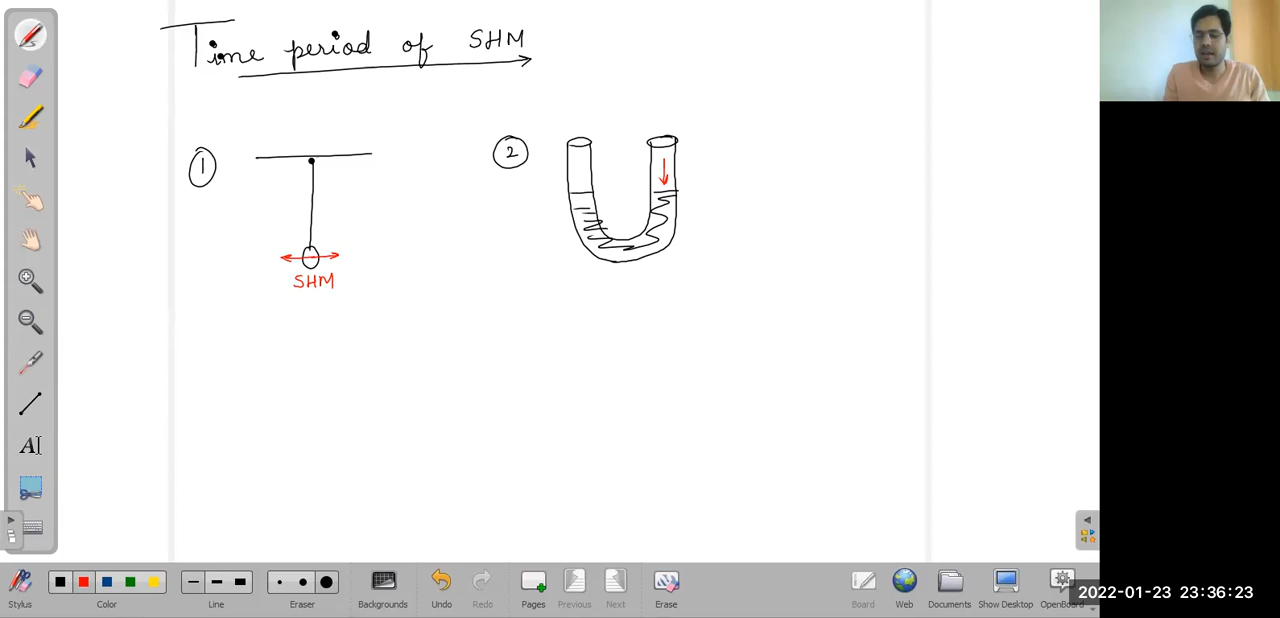 Time period of SHM
1
2
SHM
A
Stylus
Color
Line
Eraser
Backgrounds
Undo
Redo
Pages
Previous
Next
Erase
Board
Web
Documents
Show Desktop
OpenBoard
2022-01-23 23:36:23